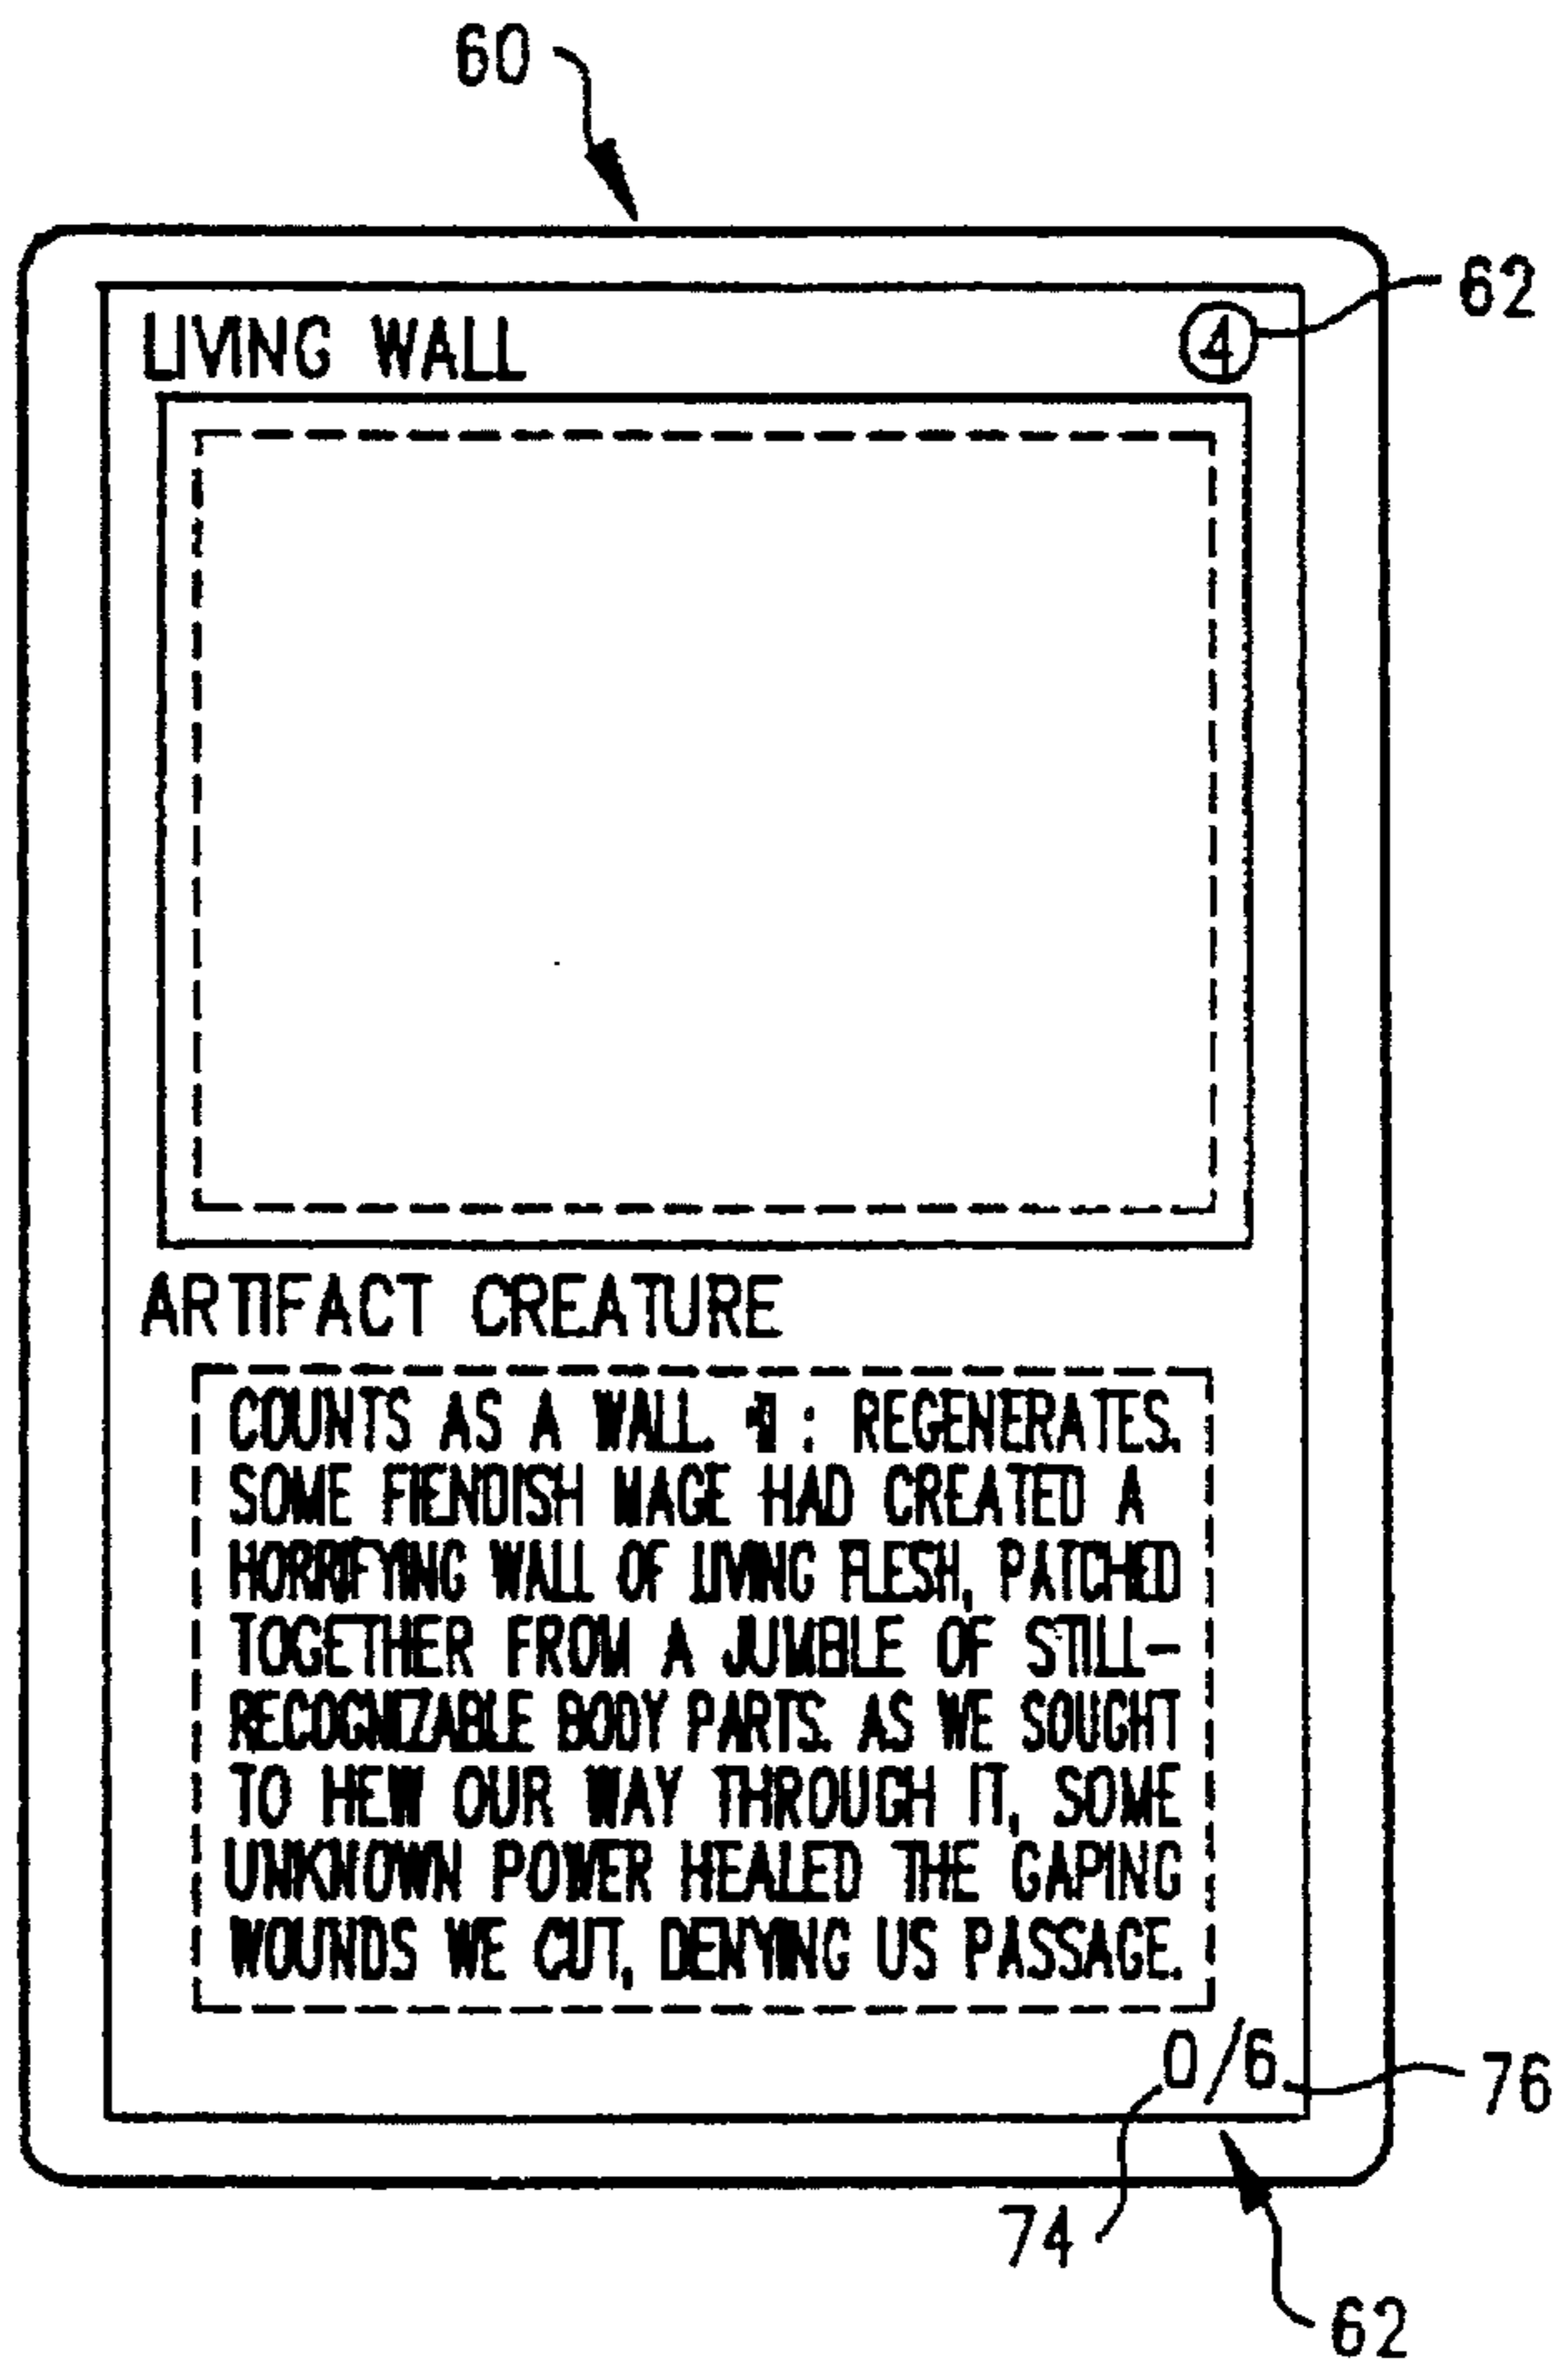 60
62
LIVING WALL 4
ARTIFACT CREATURE
COUNTS AS A WALL. : REGENERATES.
SOME FIENDISH MAGE HAD CREATED A
HORRIFYING WALL OF LIVING FLESH, PATCHED
TOGETHER FROM A JUMBLE OF STILL-
RECOGNIZABLE BODY PARTS. AS WE SOUGHT
TO HEW OUR WAY THROUGH IT, SOME
UNKNOWN POWER HEALED THE GAPING
WOUNDS WE CUT, DENYING US PASSAGE.
0/6
76
74
62